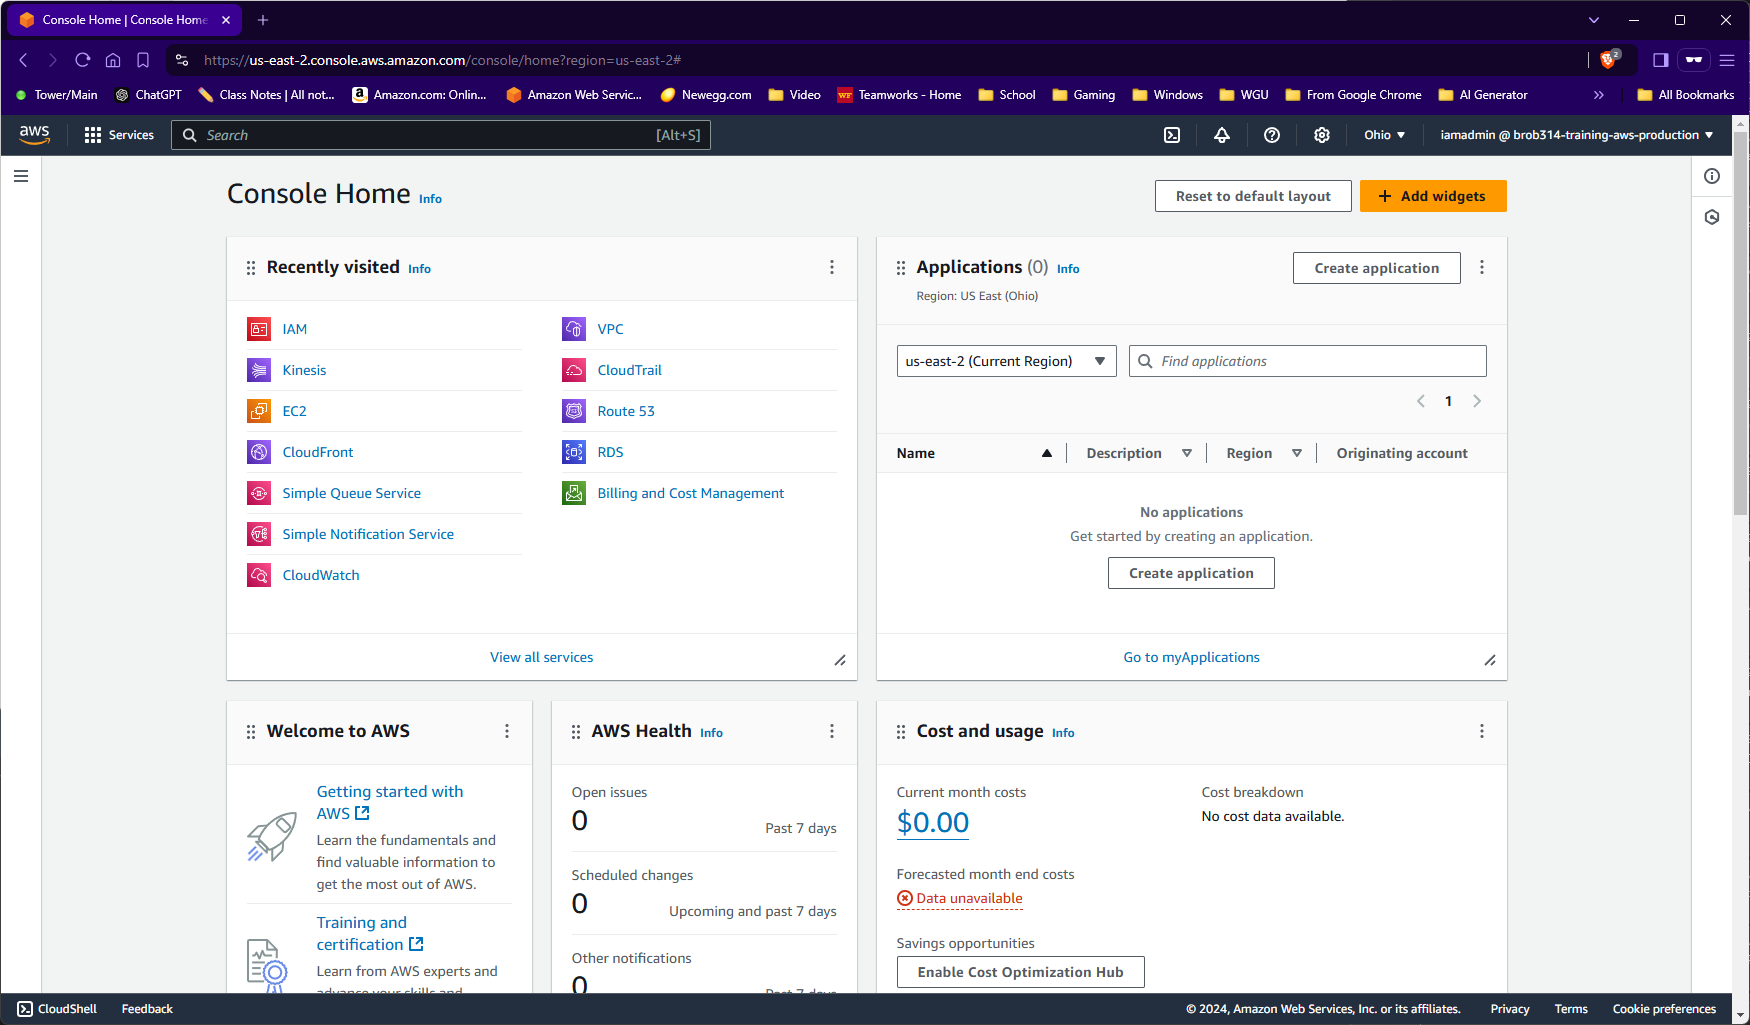 Console Home | Console Home
https://us-east-2.console.aws.amazon.com/console/home?region=us-east-2#
2
Tower/Main
ChatGPT
Class Notes | All not...
Amazon.com: Onlin...
Amazon Web Servic...
Newegg.com
Video
WF
Teamworks - Home
School
Gaming
Windows
WGU
From Google Chrome
AI Generator
All Bookmarks
aws
Services
Search
[Alt+S]
Ohio
iamadmin @ brob314-training-aws-production
Console Home Info
Reset to default layout
+ Add widgets
Recently visited Info
IAM
Kinesis
EC2
CloudFront
Simple Queue Service
Simple Notification Service
CloudWatch
VPC
CloudTrail
Route 53
RDS
Billing and Cost Management
View all services
Applications (0) Info
Region: US East (Ohio)
Create application
us-east-2 (Current Region)
Find applications
1
Name
Description
Region
Originating account
No applications
Get started by creating an application.
Create application
Go to myApplications
Welcome to AWS
Getting started with
AWS
Learn the fundamentals and
find valuable information to
get the most out of AWS.
Training and
certification
Learn from AWS experts and
advance your skills and
AWS Health Info
Open issues
0
Past 7 days
Scheduled changes
0
Upcoming and past 7 days
Other notifications
0
Past 7 days
Cost and usage Info
Current month costs
$0.00
Cost breakdown
No cost data available.
Forecasted month end costs
Data unavailable
Savings opportunities
Enable Cost Optimization Hub
CloudShell
Feedback
© 2024, Amazon Web Services, Inc. or its affiliates.
Privacy
Terms
Cookie preferences